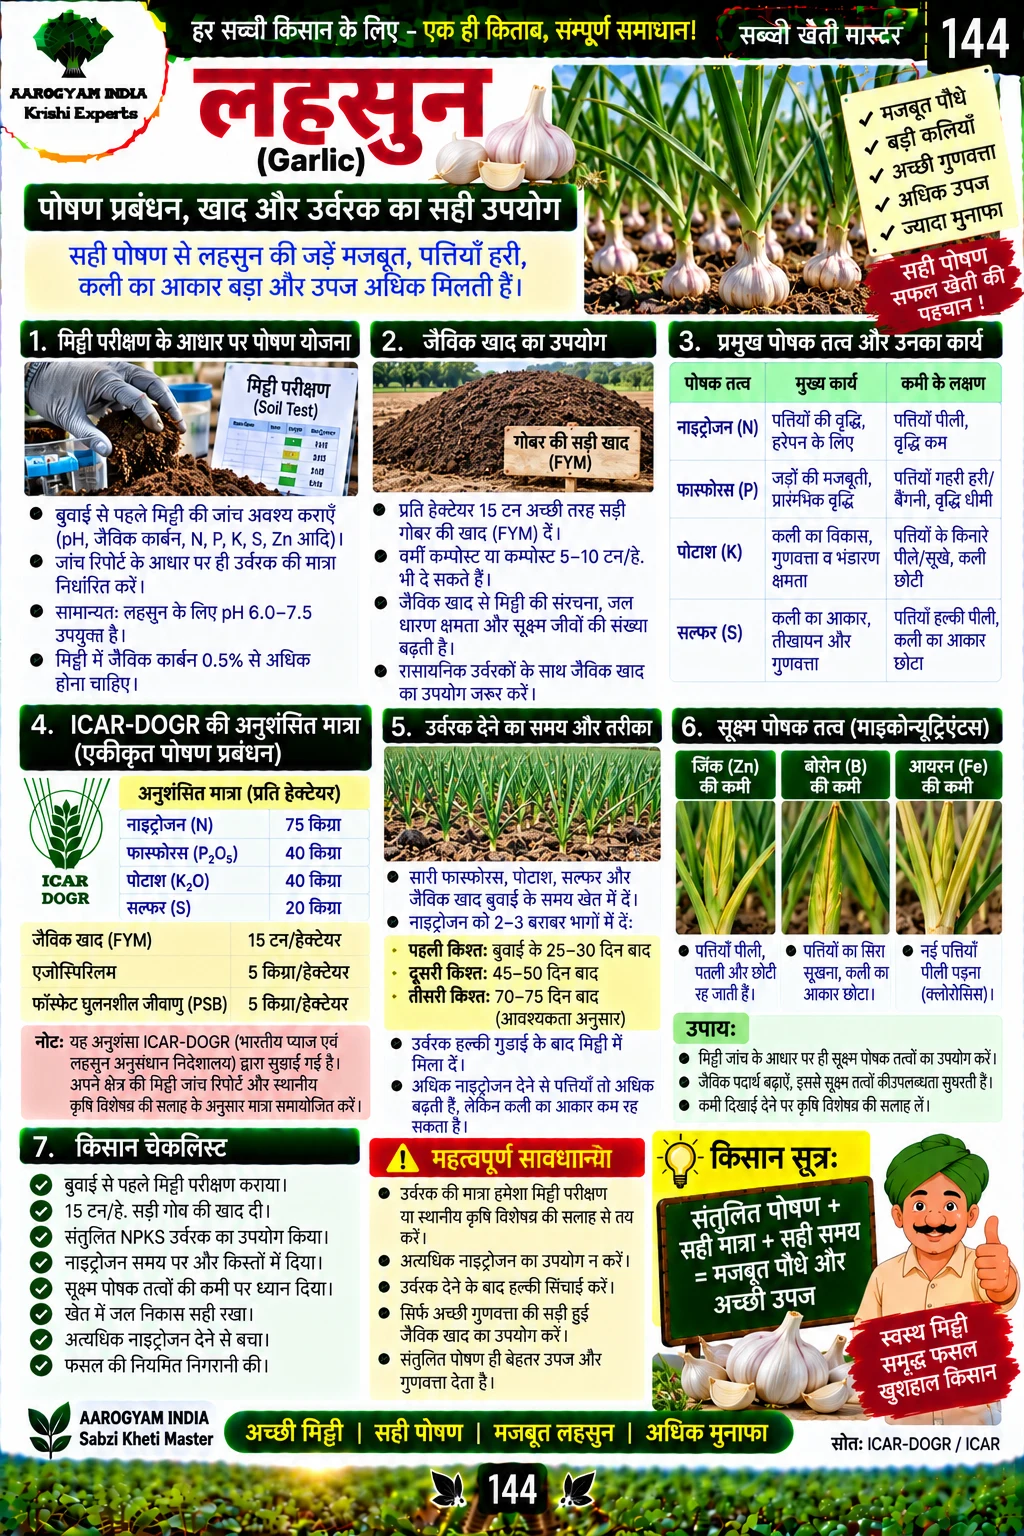 AAROGYAM INDIA
Krishi Experts
हर सच्ची किसान के लिए – एक ही किताब, सम्पूर्ण समाधान!
सब्जी खेती मास्टर
144
लहसुन
(Garlic)
पोषण प्रबंधन, खाद और उर्वरक का सही उपयोग
सही पोषण से लहसुन की जड़ें मजबूत, पत्तियाँ हरी,
कली का आकार बड़ा और उपज अधिक मिलती हैं।
✓ मजबूत पौधे
✓ बड़ी कलियाँ
✓ अच्छी गुणवत्ता
✓ अधिक उपज
✓ ज्यादा मुनाफा
सही पोषण
सफल खेती की
पहचान !
1. मिट्टी परीक्षण के आधार पर पोषण योजना
मिट्टी परीक्षण
(Soil Test)
बुवाई से पहले मिट्टी की जांच अवश्य कराएँ
(pH, जैविक कार्बन, N, P, K, S, Zn आदि)।
जांच रिपोर्ट के आधार पर ही उर्वरक की मात्रा
निर्धारित करें।
सामान्यतः लहसुन के लिए pH 6.0–7.5
उपयुक्त है।
मिट्टी में जैविक कार्बन 0.5% से अधिक
होना चाहिए।
2. जैविक खाद का उपयोग
गोबर की सड़ी खाद
(FYM)
प्रति हेक्टेयर 15 टन अच्छी तरह सड़ी
गोबर की खाद (FYM) दें।
वर्मी कम्पोस्ट या कम्पोस्ट 5–10 टन/हे.
भी दे सकते हैं।
जैविक खाद से मिट्टी की संरचना, जल
धारण क्षमता और सूक्ष्म जीवों की संख्या
बढ़ती है।
रासायनिक उर्वरकों के साथ जैविक खाद
का उपयोग जरूर करें।
3. प्रमुख पोषक तत्व और उनका कार्य
पोषक तत्व मुख्य कार्य कमी के लक्षण
नाइट्रोजन (N) पत्तियों की वृद्धि, हरेपन के लिए पत्तियाँ पीली, वृद्धि कम
फास्फोरस (P) जड़ों की मजबूती, प्रारंभिक वृद्धि पत्तियाँ गहरी हरी/ बैंगनी, वृद्धि धीमी
पोटाश (K) कली का विकास, गुणवत्ता व भंडारण क्षमता पत्तियों के किनारे पीले/सूखे, कली छोटी
सल्फर (S) कली का आकार, तीखायन और गुणवत्ता पत्तियाँ हल्की पीली, कली का आकार छोटा
4. ICAR-DOGR की अनुशंसित मात्रा
(एकीकृत पोषण प्रबंधन)
ICAR
DOGR
अनुशंसित मात्रा (प्रति हेक्टेयर)
नाइट्रोजन (N) 75 किग्रा
फास्फोरस (P₂O₅) 40 किग्रा
पोटाश (K₂O) 40 किग्रा
सल्फर (S) 20 किग्रा
जैविक खाद (FYM) 15 टन/हेक्टेयर
एजोस्पिरिलम 5 किग्रा/हेक्टेयर
फॉस्फेट घुलनशील जीवाणु (PSB) 5 किग्रा/हेक्टेयर
नोट: यह अनुशंसा ICAR-DOGR (भारतीय प्याज एवं
लहसुन अनुसंधान निदेशालय) द्वारा सुझाई गई है।
अपने क्षेत्र की मिट्टी जांच रिपोर्ट और स्थानीय
कृषि विशेषज्ञ की सलाह के अनुसार मात्रा समायोजित करें।
5. उर्वरक देने का समय और तरीका
सारी फास्फोरस, पोटाश, सल्फर और
जैविक खाद बुवाई के समय खेत में दें।
नाइट्रोजन को 2–3 बराबर भागों में दें:
पहली किश्त: बुवाई के 25–30 दिन बाद
दूसरी किश्त: 45–50 दिन बाद
तीसरी किश्त: 70–75 दिन बाद
(आवश्यकता अनुसार)
उर्वरक हल्की गुडाई के बाद मिट्टी में
मिला दें।
अधिक नाइट्रोजन देने से पत्तियाँ तो अधिक
बढ़ती हैं, लेकिन कली का आकार कम रह
सकता है।
6. सूक्ष्म पोषक तत्व (माइकोन्यूट्रिएंटस)
जिंक (Zn)
की कमी
बोरोन (B)
की कमी
आयरन (Fe)
की कमी
पत्तियाँ पीली,
पतली और छोटी
रह जाती हैं।
पत्तियों का सिरा
सूखना, कली का
आकार छोटा।
नई पत्तियाँ
पीली पड़ना
(क्लोरोसिस)।
उपाय:
मिट्टी जांच के आधार पर ही सूक्ष्म पोषक तत्वों का उपयोग करें।
जैविक पदार्थ बढ़ाऐं, इससे सूक्ष्म तत्वों कीउपलब्धता सुधरती हैं।
कमी दिखाई देने पर कृषि विशेषज्ञ की सलाह लें।
7. किसान चेकलिस्ट
बुवाई से पहले मिट्टी परीक्षण कराया।
15 टन/हे. सड़ी गोब की खाद दी।
संतुलित NPKS उर्वरक का उपयोग किया।
नाइट्रोजन समय पर और किस्तों में दिया।
सूक्ष्म पोषक तत्वों की कमी पर ध्यान दिया।
खेत में जल निकास सही रखा।
अत्यधिक नाइट्रोजन देने से बचा।
फसल की नियमित निगरानी की।
महत्वपूर्ण
उर्वरक की मात्रा हमेशा मिट्टी परीक्षण
या स्थानीय कृषि विशेषज्ञ की सलाह से तय
करें।
अत्यधिक नाइट्रोजन का उपयोग न करें।
उर्वरक देने के बाद हल्की सिंचाई करें।
सिर्फ अच्छी गुणवत्ता की सड़ी हुई
जैविक खाद का उपयोग करें।
संतुलित पोषण ही बेहतर उपज और
गुणवत्ता देता है।
किसान सूत्र:
संतुलित पोषण +
सही मात्रा + सही समय
= मजबूत पौधे और
अच्छी उपज
स्वस्थ मिट्टी
समृद्ध फसल
खुशहाल किसान
AAROGYAM INDIA
Sabzi Kheti Master
अच्छी मिट्टी | सही पोषण | मजबूत लहसुन | अधिक मुनाफा
सोत: ICAR-DOGR / ICAR
144